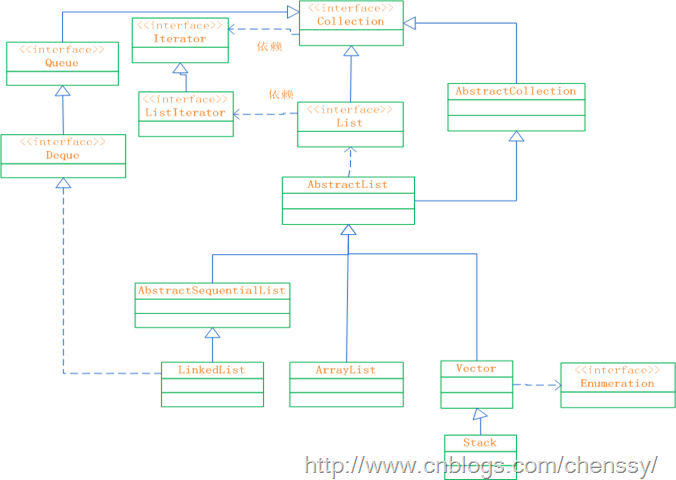 <<interface>>
Collection
<<interface>>
Iterator
依赖
<<interface>>
Queue
<<interface>>
ListIterator
依赖
<<interface>>
List
AbstractCollection
<<interface>>
Deque
AbstractList
AbstractSequentialList
LinkedList
ArrayList
Vector
<<interface>>
Enumeration
Stack
http://www.cnblogs.com/chenssy/